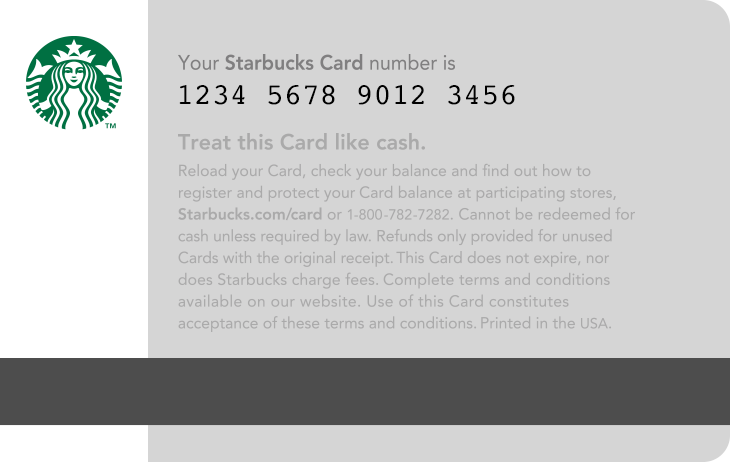 Your Starbucks Card number is
1234 5678 9012 3456
Treat this Card like cash.
Reload your Card, check your balance and find out how to
register and protect your Card balance at participating stores,
Starbucks.com/card or 1-800-782-7282. Cannot be redeemed for
cash unless required by law. Refunds only provided for unused
Cards with the original receipt. This Card does not expire, nor
does Starbucks charge fees. Complete terms and conditions
available on our website. Use of this Card constitutes
acceptance of these terms and conditions. Printed in the USA.
TM